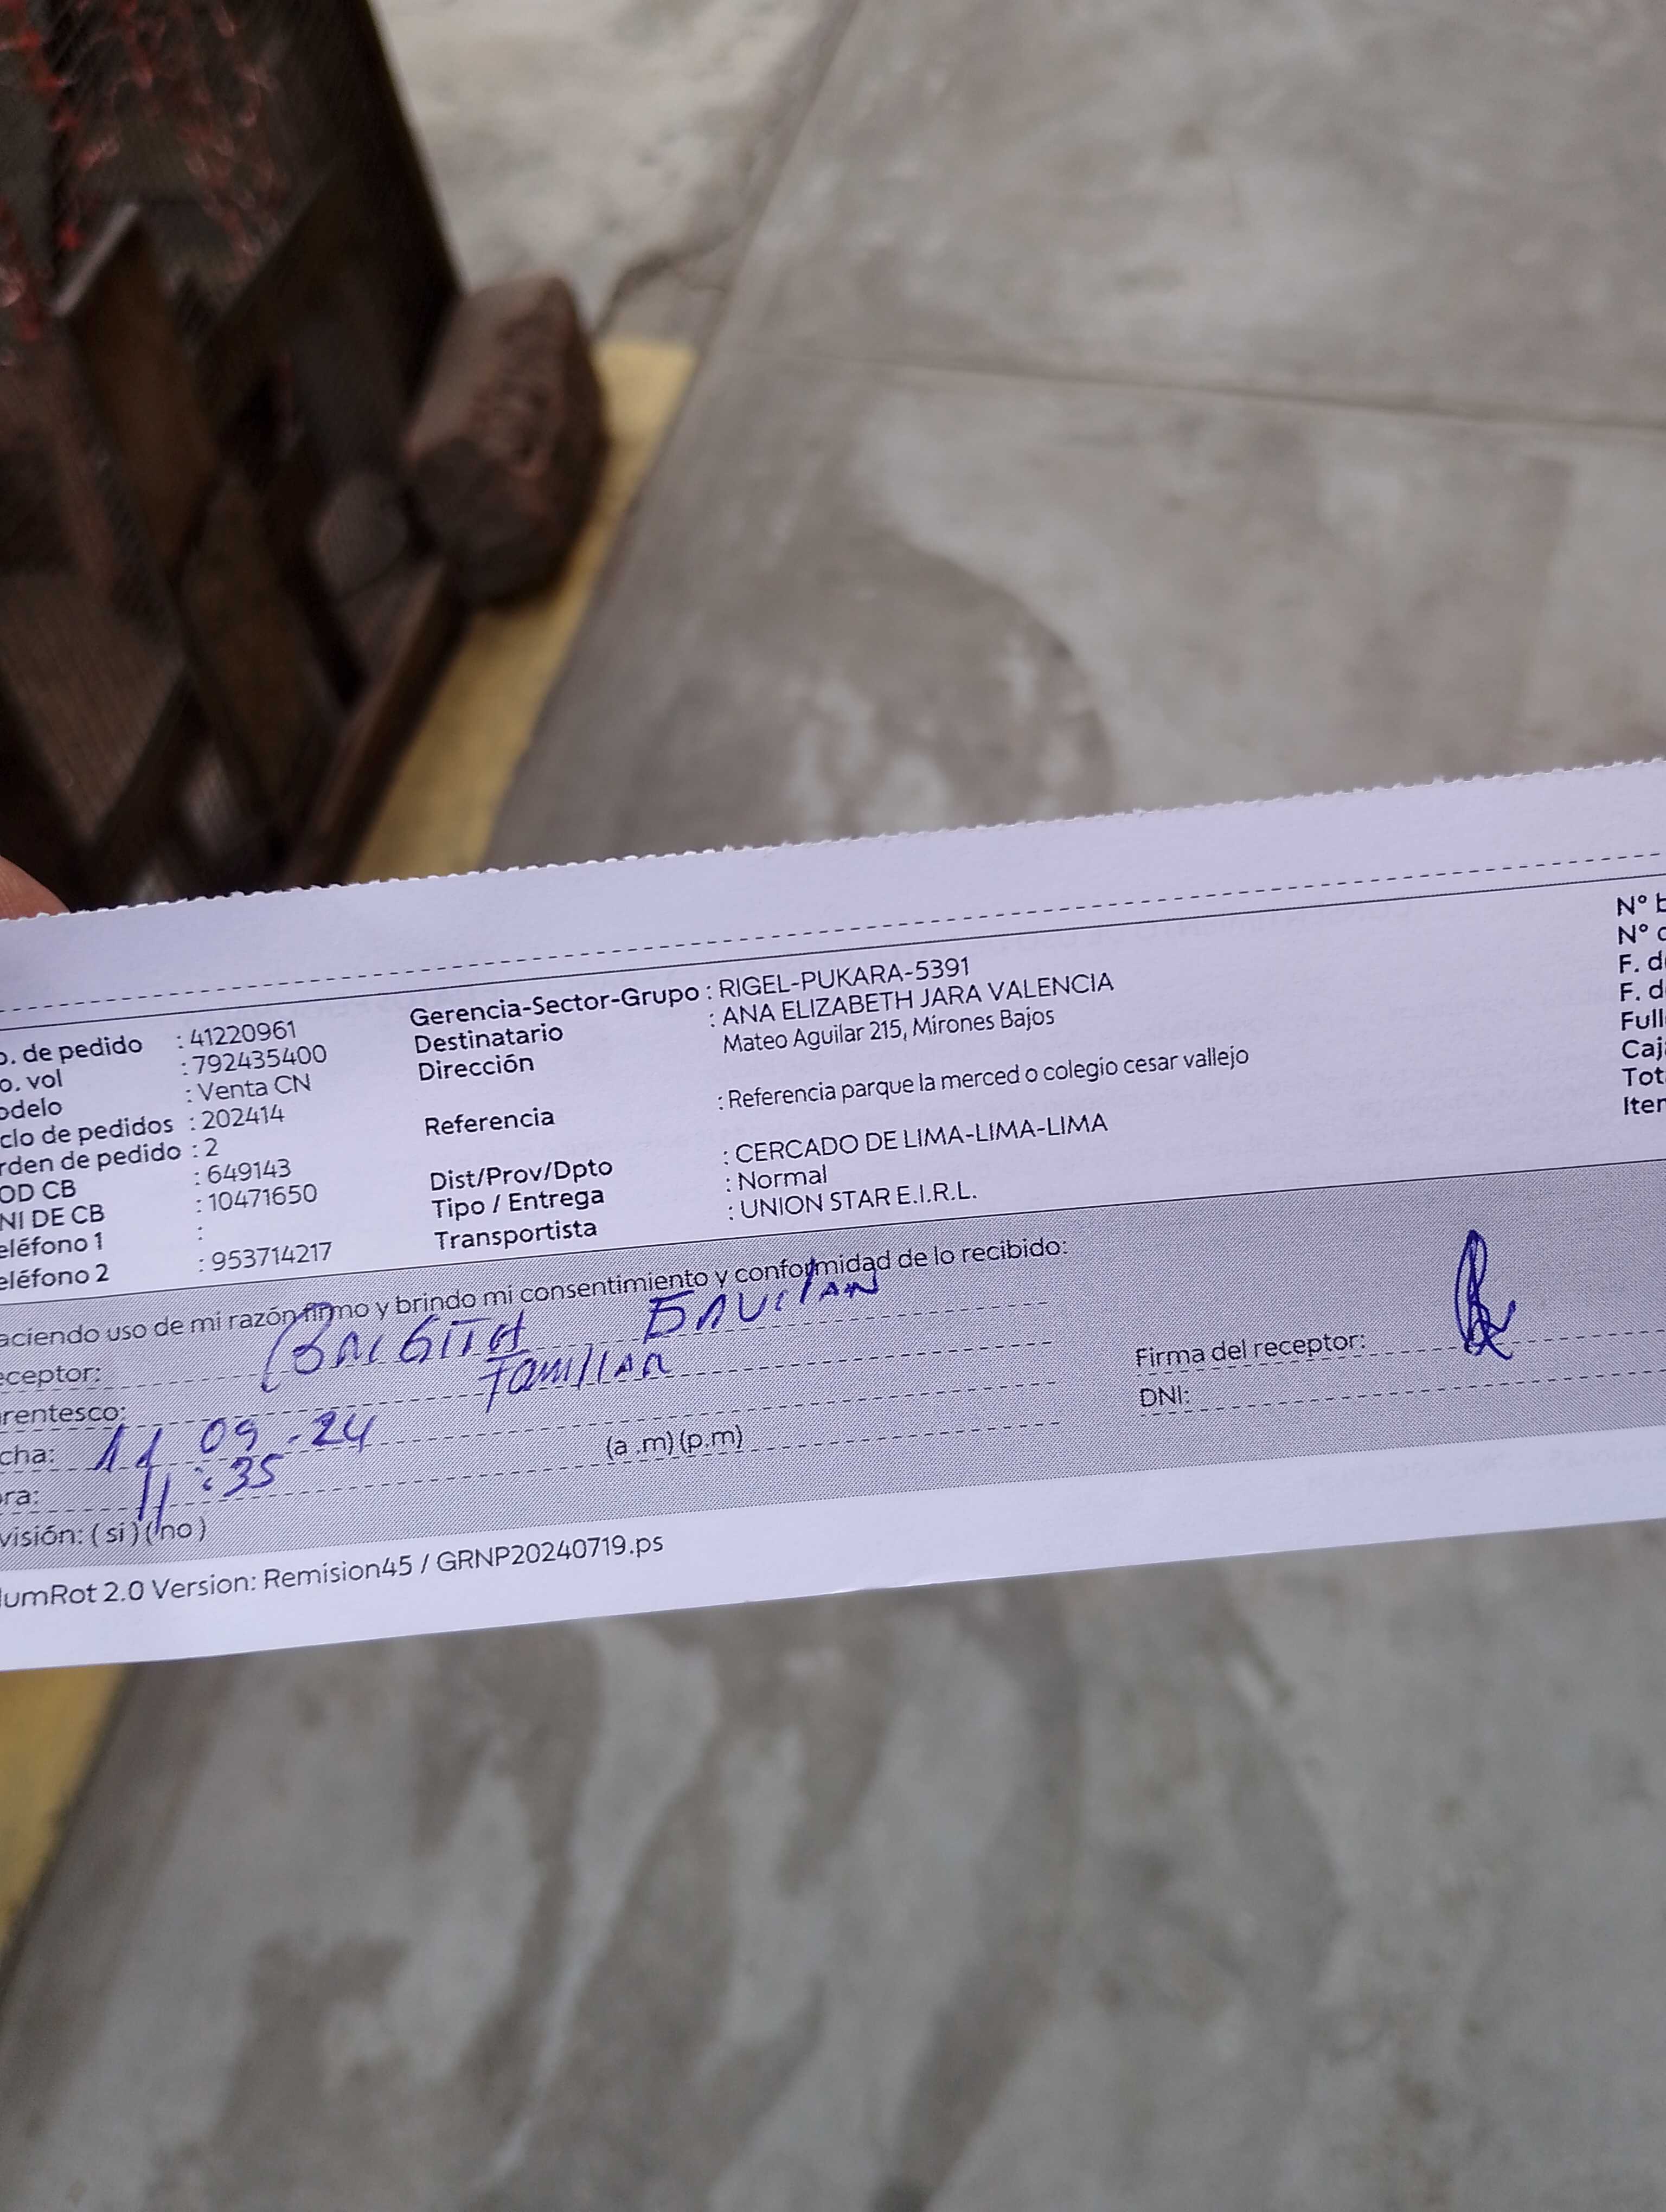 o. de pedido : 41220961
o. vol : 792435400
odelo : Venta CN
clo de pedidos : 202414
rden de pedido : 2
OD CB : 649143
NI DE CB : 10471650
eléfono 1 :
eléfono 2 : 953714217
Gerencia-Sector-Grupo : RIGEL-PUKARA-5391
Destinatario : ANA ELIZABETH JARA VALENCIA
Dirección Mateo Aguilar 215, Mirones Bajos
Referencia : Referencia parque la merced o colegio cesar vallejo
Dist/Prov/Dpto : CERCADO DE LIMA-LIMA-LIMA
Tipo / Entrega : Normal
Transportista : UNION STAR E.I.R.L.
N° b
N° c
F. d
F. d
Full
Caj
Tot
Iter
aciendo uso de mi razón firmo y brindo mi consentimiento y conformidad de lo recibido:
eceptor:
arentesco: Familiar
cha: 11 09-24
ora: 11:35 (a .m) (p.m)
visión: ( si ) ( no )
Firma del receptor:
DNI:
lumRot 2.0 Version: Remision45 / GRNP20240719.ps